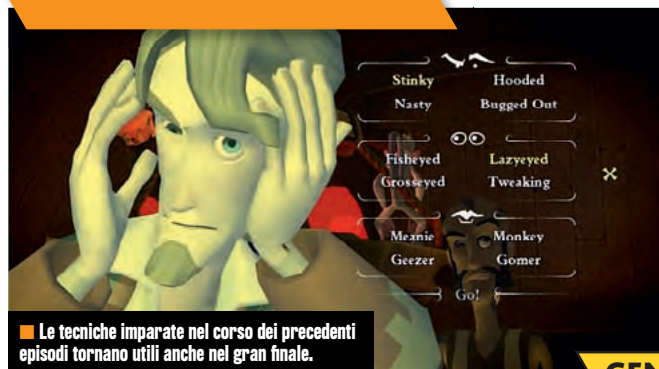 Stinky Hooded
Nasty Bugged Out
Fisheyed Lazyeyed
Grosseyed Tweaking
Meanie Monkey
Geezer Gomer
Go!
Le tecniche imparate nel corso dei precedenti
episodi tornano utili anche nel gran finale.